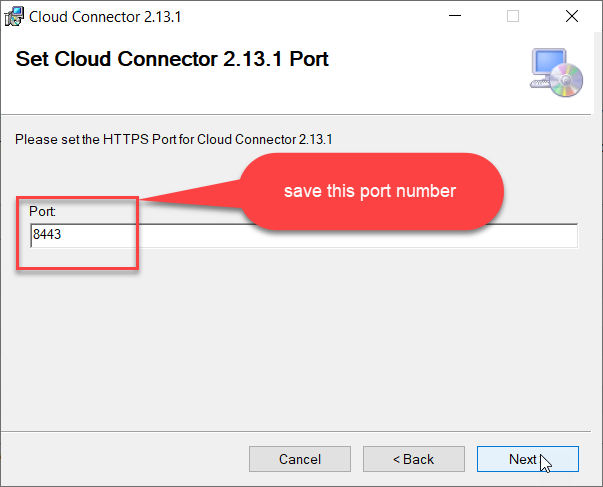 Cloud Connector 2.13.1
Set Cloud Connector 2.13.1 Port
Please set the HTTPS Port for Cloud Connector 2.13.1
save this port number
Port:
8443
Cancel
< Back
Next